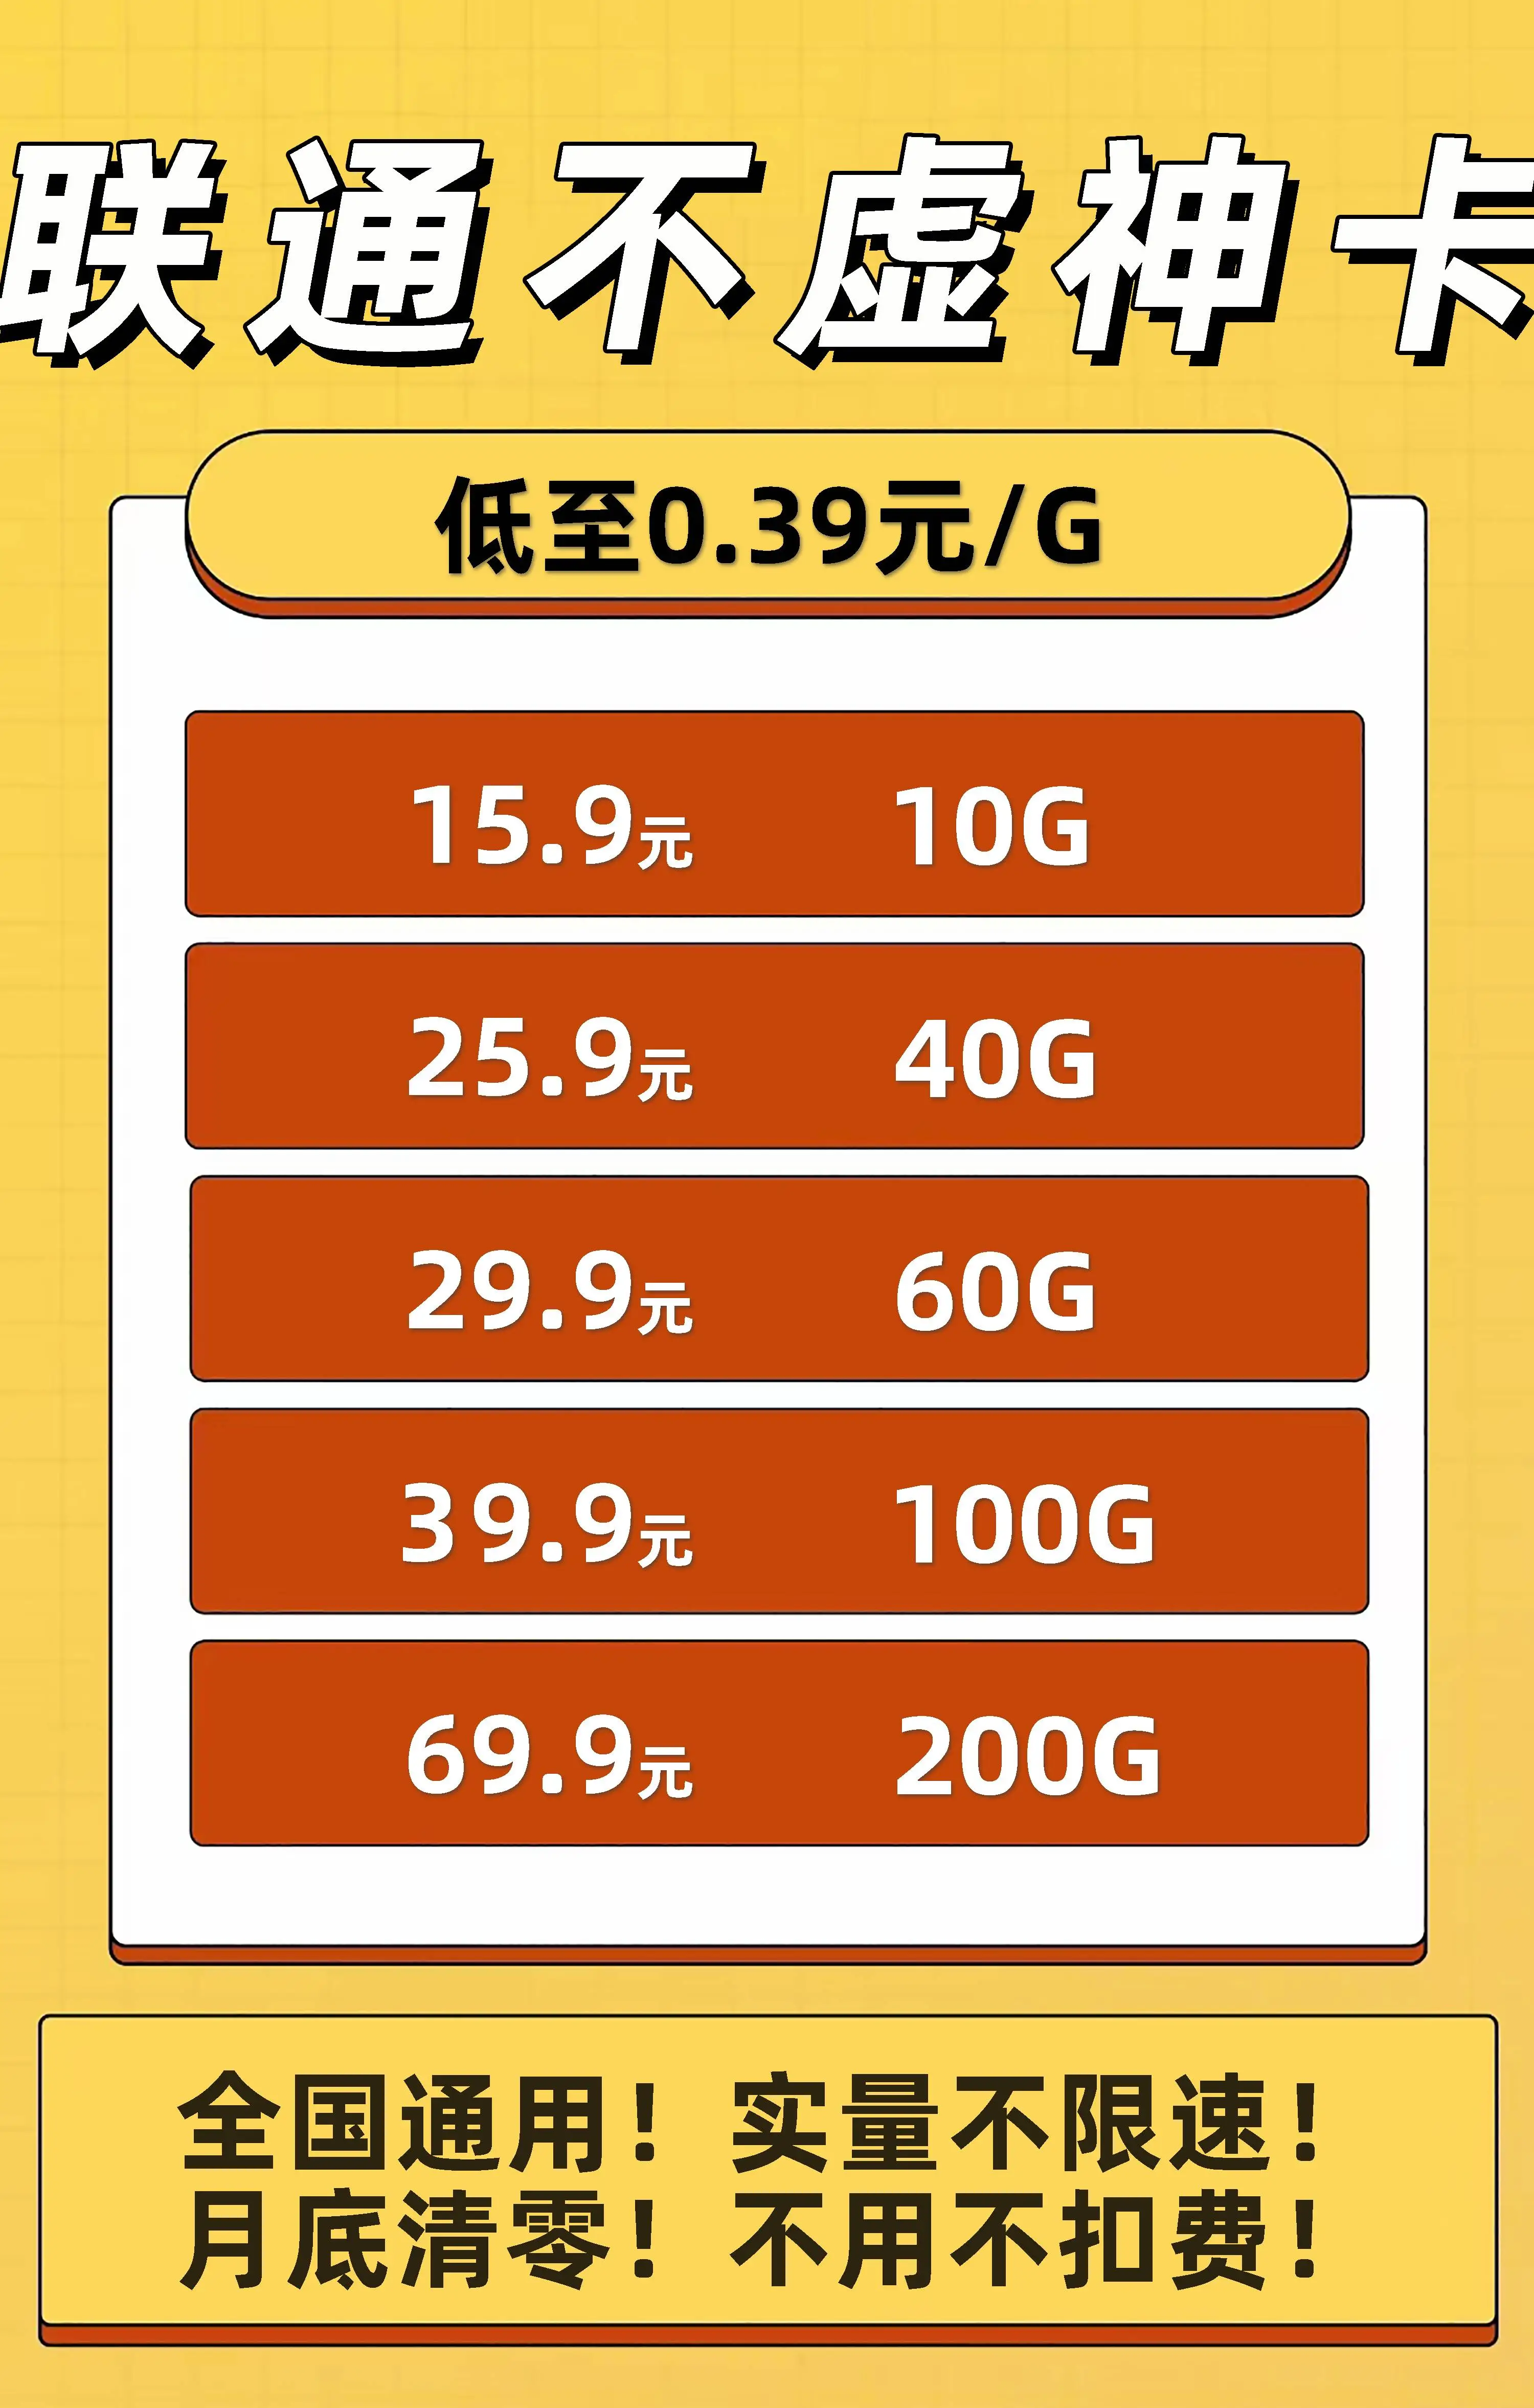 联通不虚神卡
低至0.39元/G
15.9元 10G
25.9元 40G
29.9元 60G
39.9元 100G
69.9元 200G
全国通用！实量不限速！
月底清零！不用不扣费！